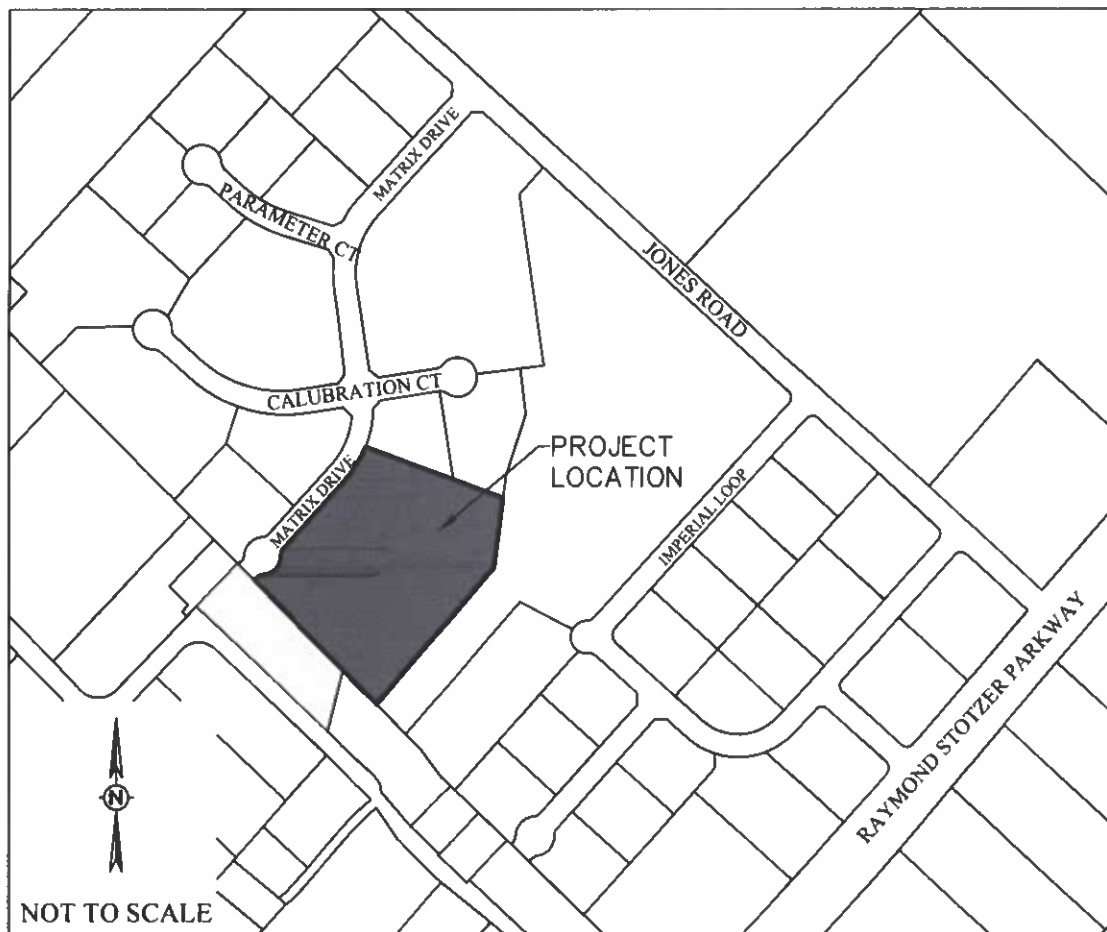 MATRIX DRIVE
PARAMETER CT
JONES ROAD
CALUBRATION CT
PROJECT
LOCATION
MATRIX DRIVE
IMPERIAL LOOP
RAYMOND STOTZER PARKWAY
N
NOT TO SCALE